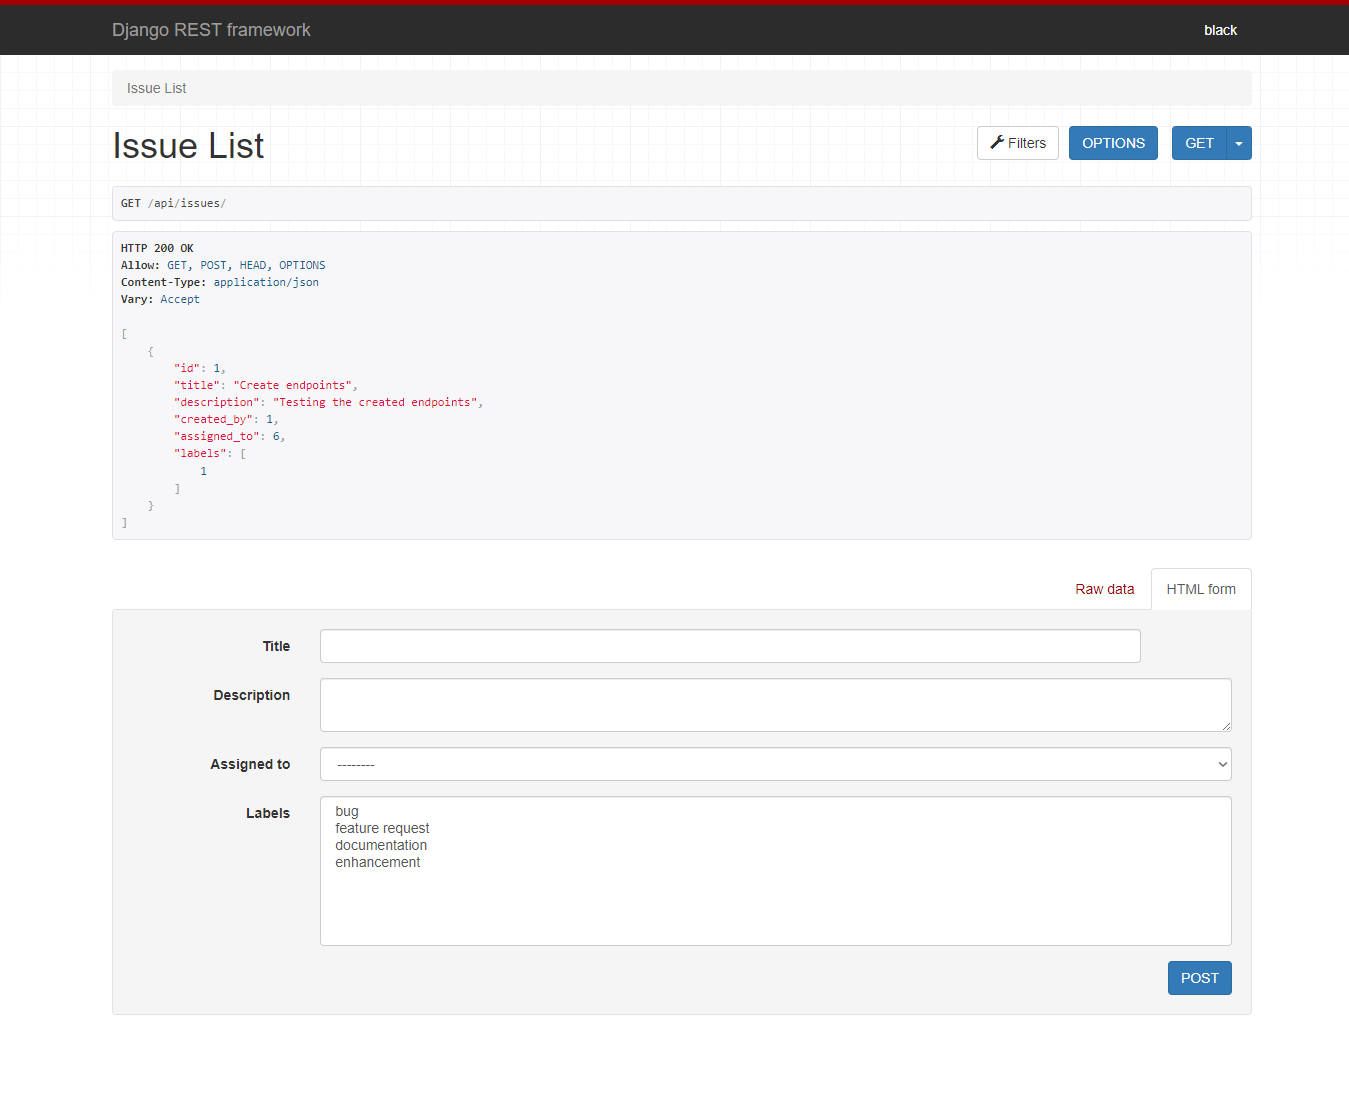 Django REST framework
black
Issue List
Issue List
Filters
OPTIONS
GET
GET /api/issues/
HTTP 200 OK
Allow: GET, POST, HEAD, OPTIONS
Content-Type: application/json
Vary: Accept
[
    {
        "id": 1,
        "title": "Create endpoints",
        "description": "Testing the created endpoints",
        "created_by": 1,
        "assigned_to": 6,
        "labels": [
            1
        ]
    }
]
Raw data
HTML form
Title
Description
Assigned to
---------
Labels
bug
feature request
documentation
enhancement
POST